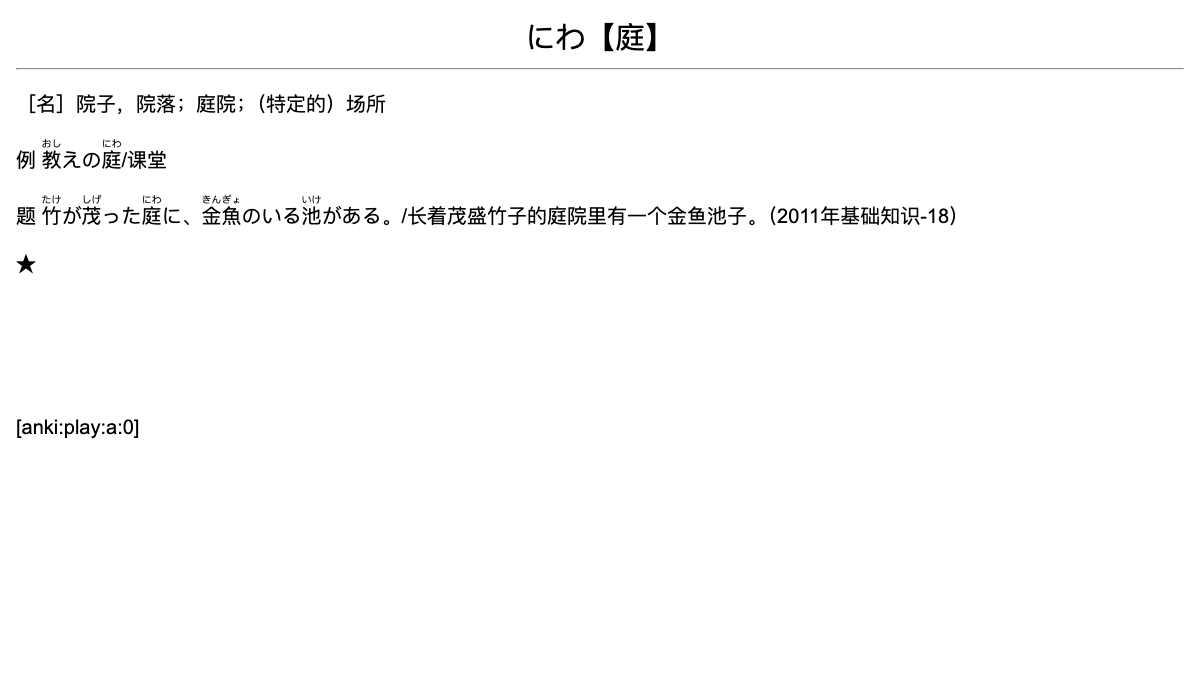 にわ【庭】
［名］院子，院落；庭院；（特定的）场所
おし にわ
例 教えの庭/课堂
たけ しげ にわ きんぎょ いけ
题 竹が茂った庭に、金魚のいる池がある。/长着茂盛竹子的庭院里有一个金鱼池子。（2011年基础知识-18）
★
[anki:play:a:0]